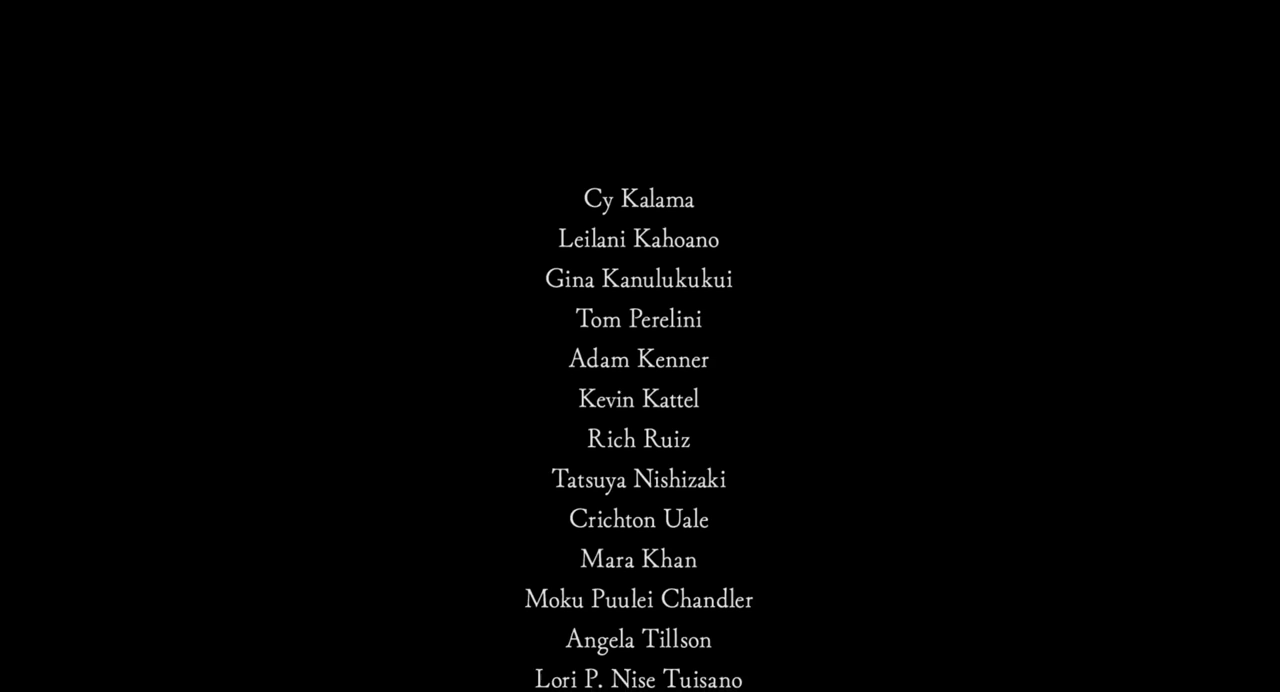 Cy Kalama
Leilani Kahoano
Gina Kanulukukui
Tom Perelini
Adam Kenner
Kevin Kattel
Rich Ruiz
Tatsuya Nishizaki
Crichton Uale
Mara Khan
Moku Puulei Chandler
Angela Tillson
Lori P. Nise Tuisano